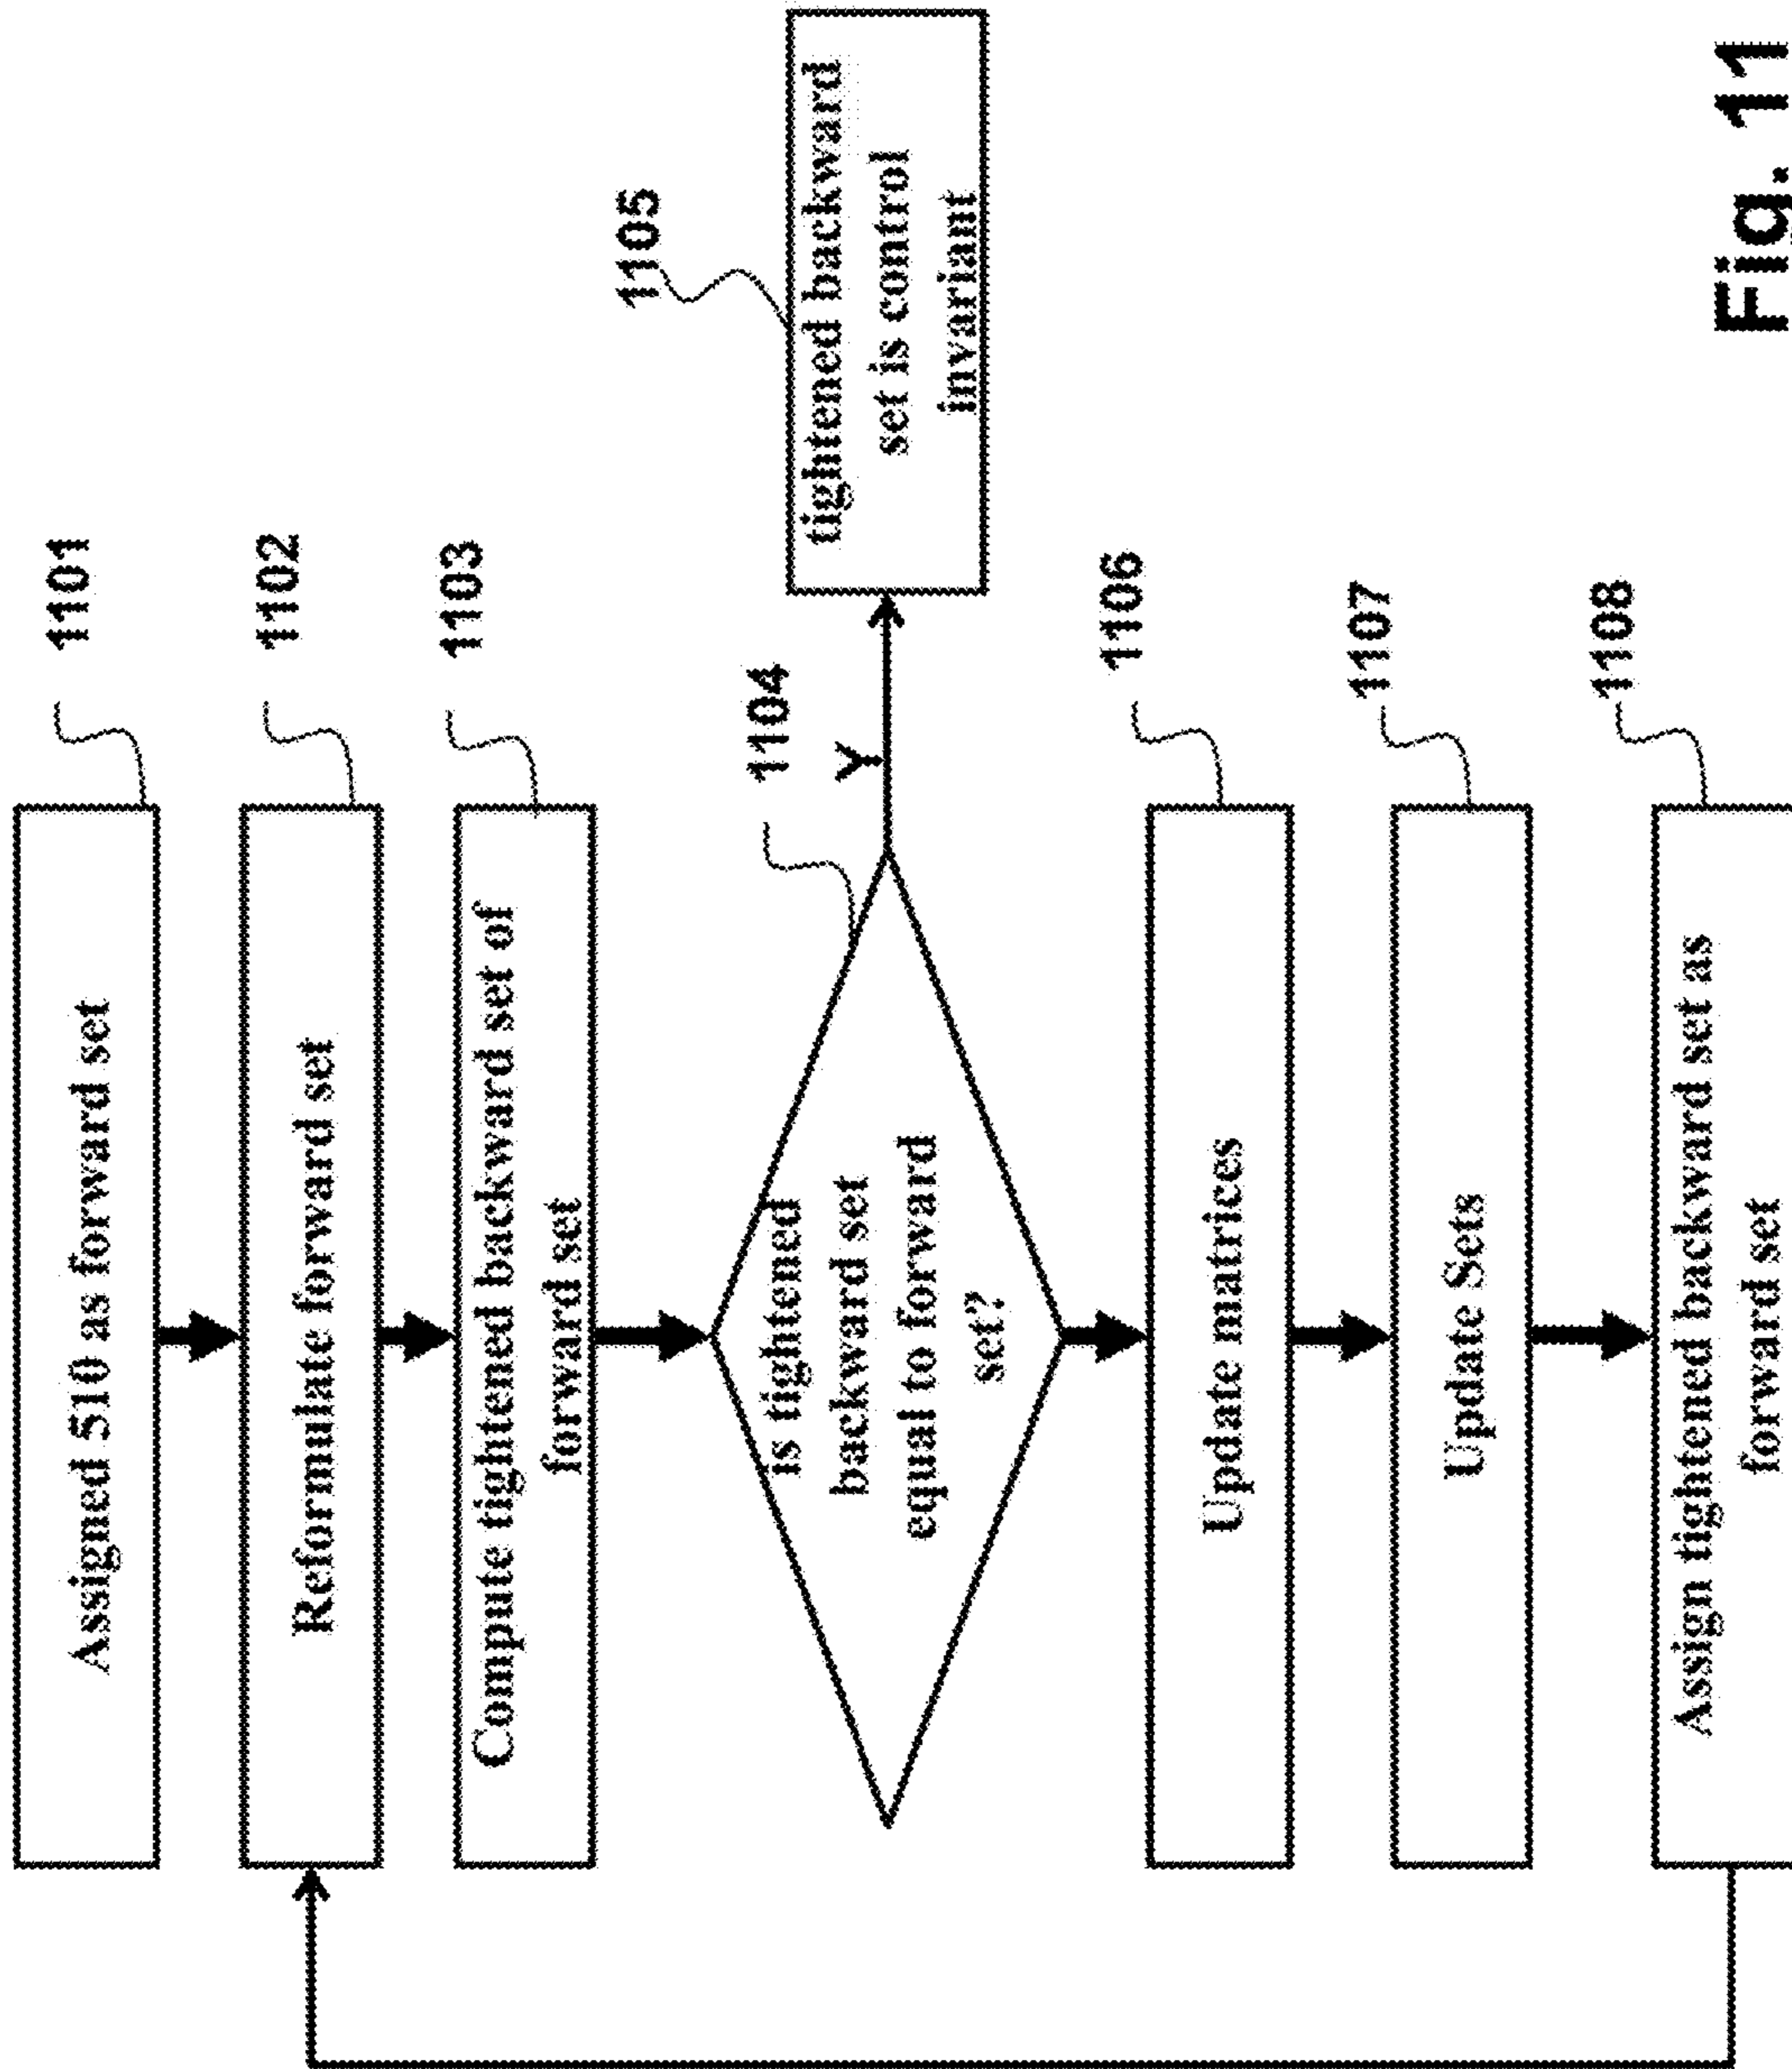 Assigned 510 as forward set
1101
Reformulate forward set
1102
Compute tightened backward set of
forward set
1103
is tightened
backward set
equal to forward
set?
1104
Y
tightened backward
set is control
invariant
1105
Update matrices
1106
Update Sets
1107
Assign tightened backward set as
forward set
1108
Fig. 11